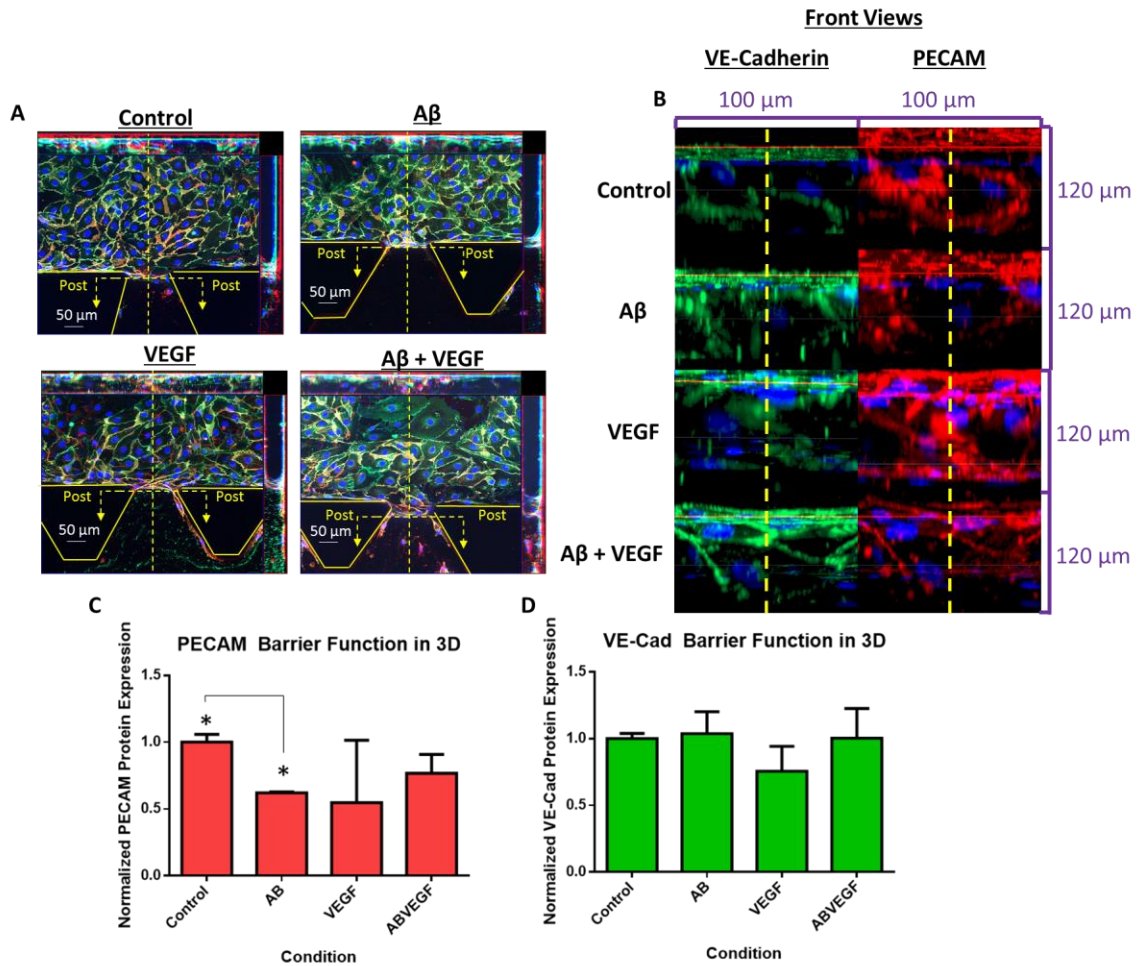 Front Views
VE-Cadherin PECAM
A
Control
Aβ
B
100 µm 100 µm
Post Post
50 µm
Post Post
50 µm
VEGF
Aβ + VEGF
Post Post
50 µm
Post Post
50 µm
Control
120 µm
Aβ
120 µm
VEGF
120 µm
Aβ + VEGF
120 µm
C
PECAM Barrier Function in 3D
Normalized PECAM Protein Expression
1.5
1.0
0.5
0.0
*
*
Control
AB
VEGF
ABVEGF
Condition
D
VE-Cad Barrier Function in 3D
Normalized VE-Cad Protein Expression
1.5
1.0
0.5
0.0
Control
AB
VEGF
ABVEGF
Condition